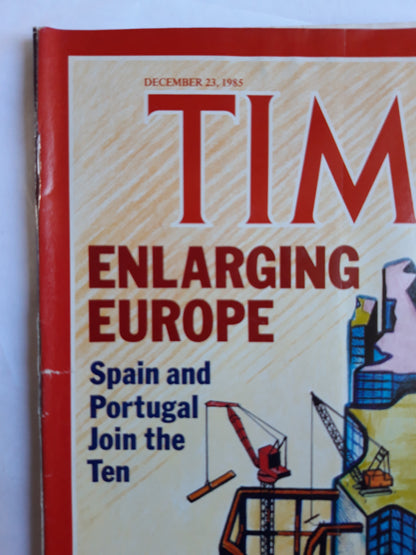 DECEMBER 23, 1985
TIM
ENLARGING
EUROPE
Spain and
Portugal
Join the
Ten